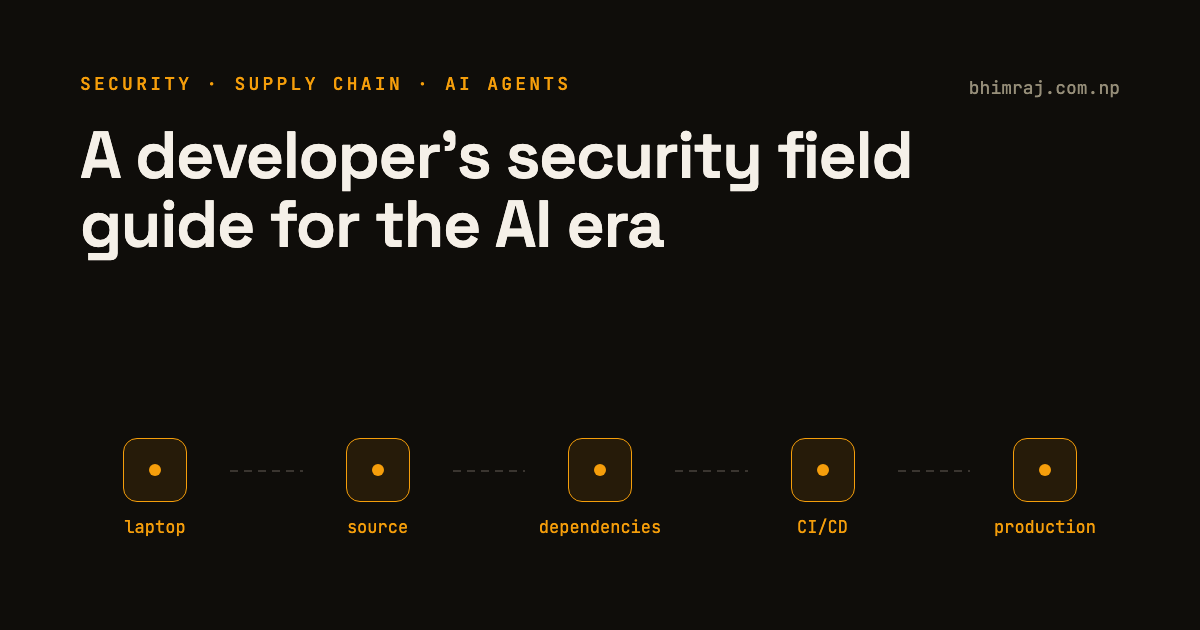 SECURITY · SUPPLY CHAIN · AI AGENTS
bhimraj.com.np
A developer’s security field
guide for the AI era
laptop
source
dependencies
CI/CD
production